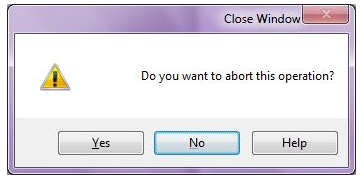 Close Window
Do you want to abort this operation?
Yes
No
Help